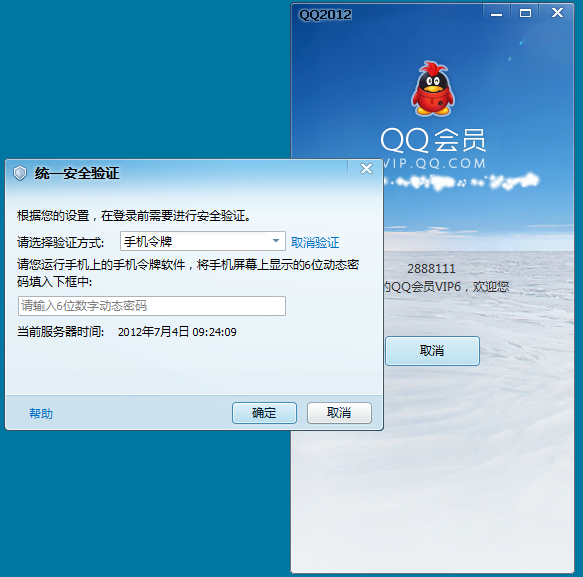 QQ2012
QQ会员
VIP.QQ.COM
统一安全验证
根据您的设置，在登录前需要进行安全验证。
请选择验证方式: 手机令牌 取消验证
请您运行手机上的手机令牌软件，将手机屏幕上显示的6位动态密
码填入下框中:
请输入6位数字动态密码
当前服务器时间: 2012年7月4日 09:24:09
帮助 确定 取消
2888111
的QQ会员VIP6，欢迎您
取消